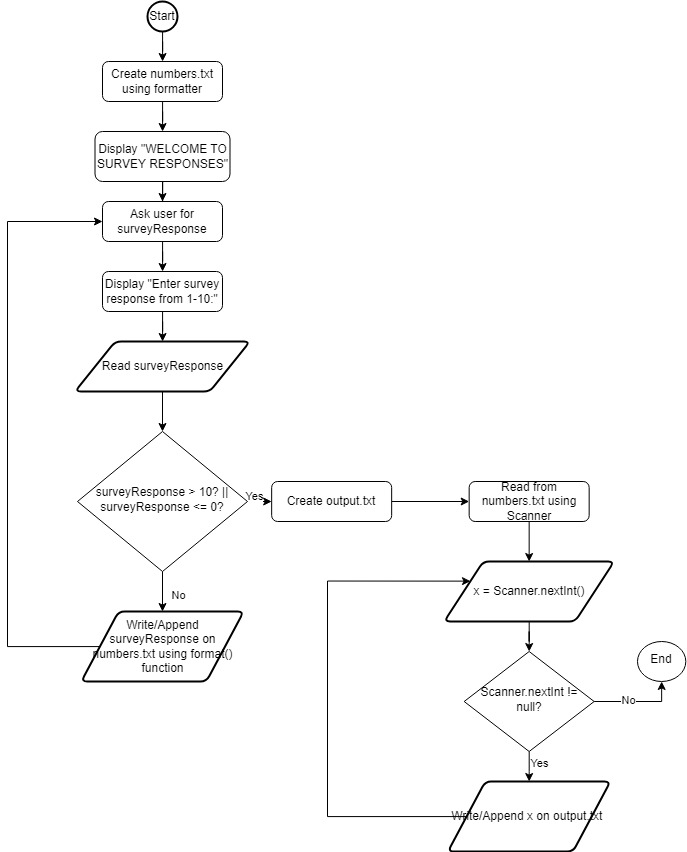 Start
Create numbers.txt
using formatter
Display "WELCOME TO
SURVEY RESPONSES"
Ask user for
surveyResponse
Display "Enter survey
response from 1-10:"
Read surveyResponse
surveyResponse > 10? ||
surveyResponse <= 0?
Yes
Create output.txt
Read from
numbers.txt using
Scanner
No
Write/Append
surveyResponse on
numbers.txt using format()
function
x = Scanner.nextInt()
Scanner.nextInt !=
null?
No
End
Yes
Write/Append x on output.txt